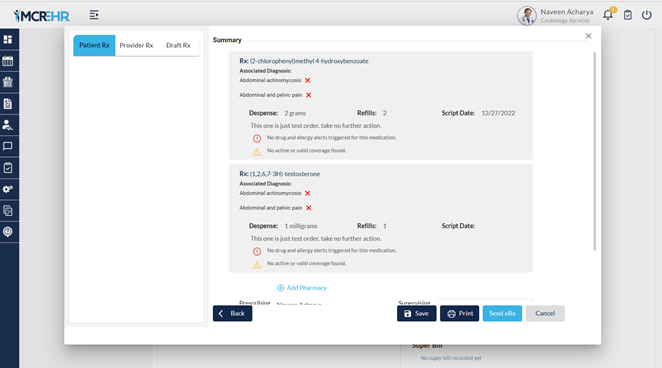 MCREHR
Naveen Acharya
Cardiology Services
1
Patient Rx Provider Rx Draft Rx
Summary
Rx: (2-chlorophenyl)methyl 4-hydroxybenzoate
Associated Diagnosis:
Abdominal actinomycosis
Abdominal and pelvic pain
Despense: 2 grams Refills: 2 Script Date: 12/27/2022
This one is just test order. take no further action.
No drug and allergy alerts triggered for this medication.
No active or valid coverage found.
Rx: (1,2,6,7-3H)-testosterone
Associated Diagnosis:
Abdominal actinomycosis
Abdominal and pelvic pain
Despense: 1 milligrams Refills: 1 Script Date:
This one is just test order. take no further action.
No drug and allergy alerts triggered for this medication.
No active or valid coverage found.
Add Pharmacy
Prescribing Naveen Acharya Supervising
Back Save Print Send eRx Cancel
Super Bill
No super bill recorded yet